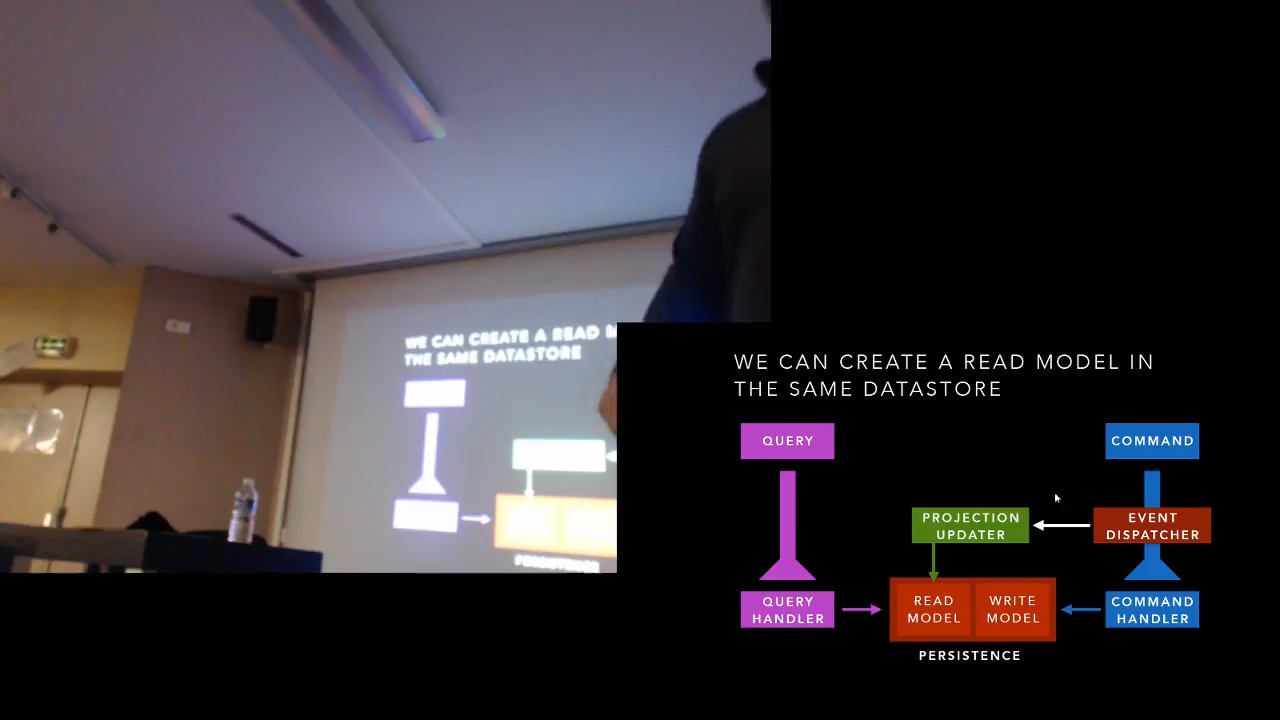 WE CAN CREATE A READ M
THE SAME DATASTORE
PERSISTENCE
WE CAN CREATE A READ MODEL IN
THE SAME DATASTORE
QUERY
COMMAND
PROJECTION
UPDATER
EVENT
DISPATCHER
QUERY
HANDLER
READ
MODEL
WRITE
MODEL
COMMAND
HANDLER
PERSISTENCE